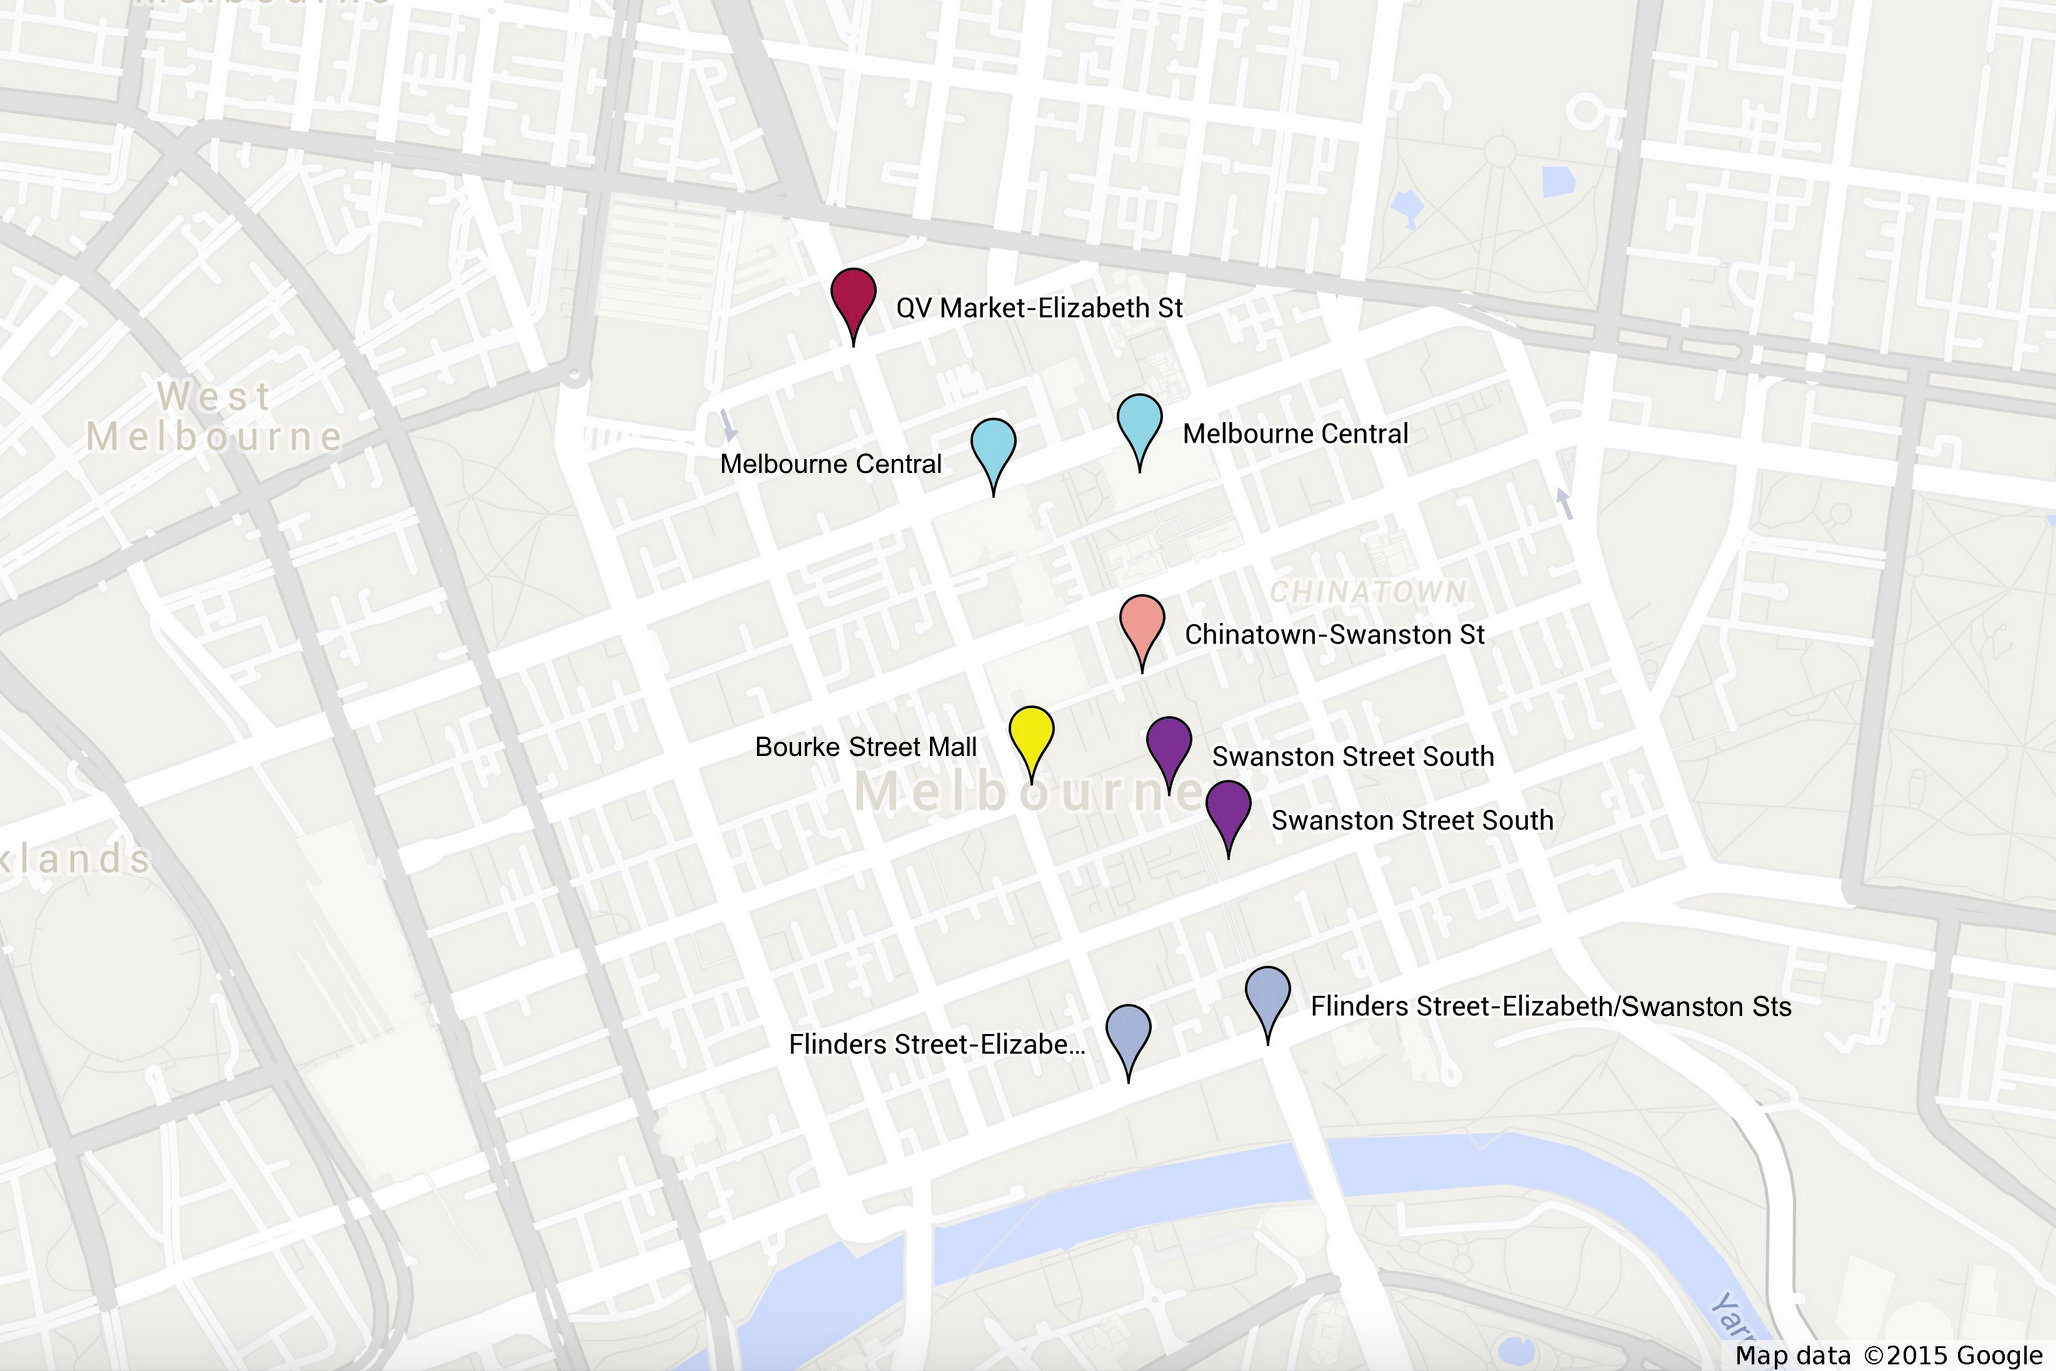 Melbourne
QV Market-Elizabeth St
West
Melbourne
Melbourne Central
Melbourne Central
CHINATOWN
Chinatown-Swanston St
Bourke Street Mall
Swanston Street South
Melbourne
Swanston Street South
klands
Flinders Street-Elizabeth/Swanston Sts
Flinders Street-Elizabe...
Yarr
Map data ©2015 Google